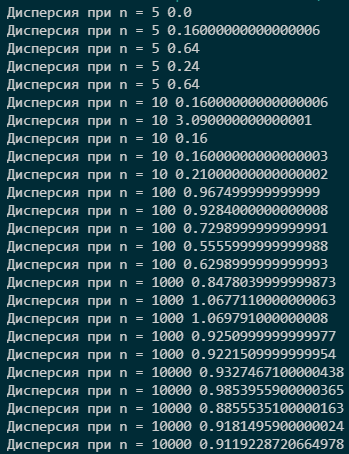 Дисперсия при n = 5 0.0
Дисперсия при n = 5 0.16000000000000006
Дисперсия при n = 5 0.64
Дисперсия при n = 5 0.24
Дисперсия при n = 5 0.64
Дисперсия при n = 10 0.16000000000000006
Дисперсия при n = 10 3.090000000000001
Дисперсия при n = 10 0.16
Дисперсия при n = 10 0.16000000000000003
Дисперсия при n = 10 0.21000000000000002
Дисперсия при n = 100 0.967499999999999
Дисперсия при n = 100 0.9284000000000008
Дисперсия при n = 100 0.7298999999999991
Дисперсия при n = 100 0.5555999999999988
Дисперсия при n = 100 0.6298999999999993
Дисперсия при n = 1000 0.8478039999999873
Дисперсия при n = 1000 1.0677110000000063
Дисперсия при n = 1000 1.069791000000008
Дисперсия при n = 1000 0.9250999999999977
Дисперсия при n = 1000 0.9221509999999954
Дисперсия при n = 10000 0.9327467100000438
Дисперсия при n = 10000 0.9853955900000365
Дисперсия при n = 10000 0.8855535100000163
Дисперсия при n = 10000 0.9181495900000024
Дисперсия при n = 10000 0.9119228720664978